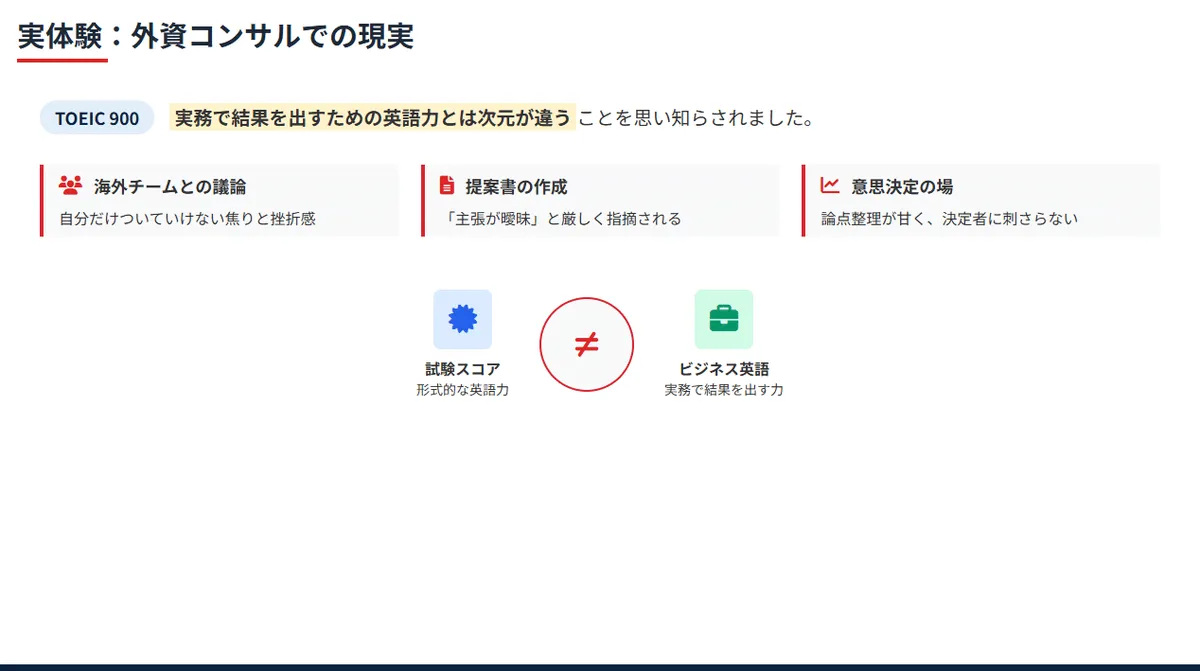 実体験：外資コンサルでの現実
TOEIC 900 実務で結果を出すための英語力とは次元が違うことを思い知らされました。
海外チームとの議論
自分だけついていけない焦りと挫折感
提案書の作成
「主張が曖昧」と厳しく指摘される
意思決定の場
論点整理が甘く、決定者に刺さらない
試験スコア
形式的な英語力
≠
ビジネス英語
実務で結果を出す力